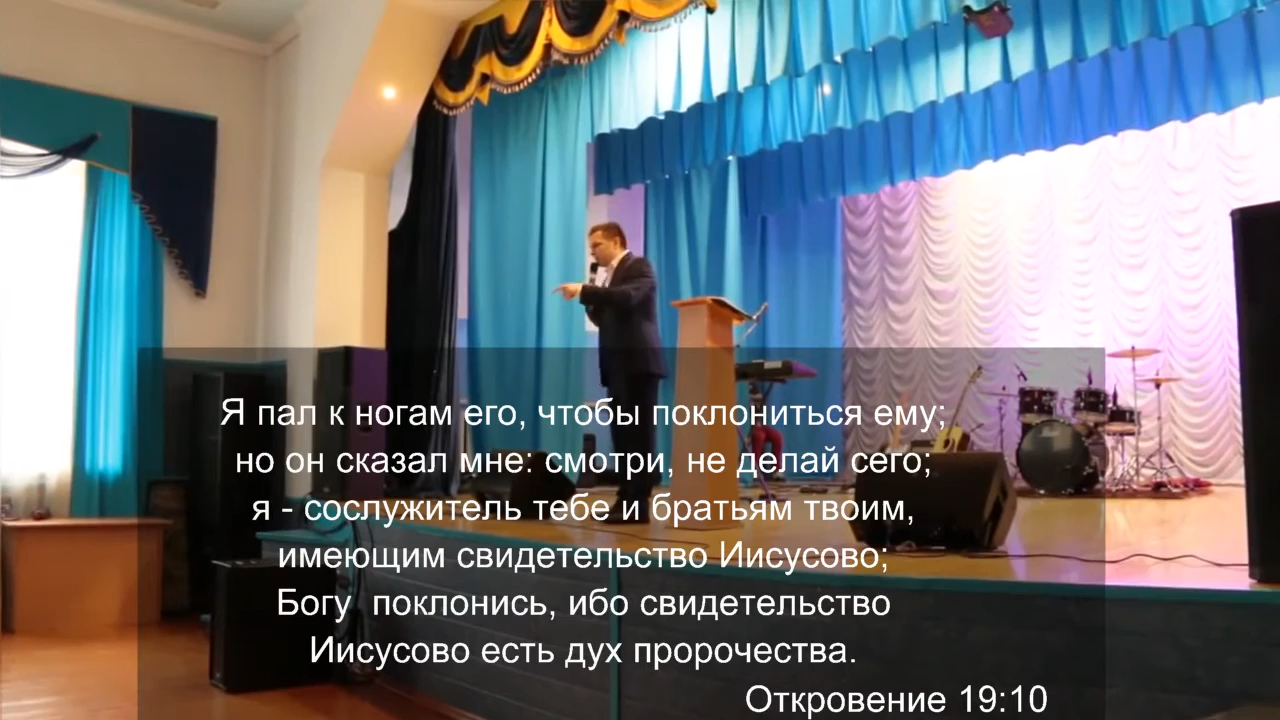 Я пал к ногам его, чтобы поклониться ему;
но он сказал мне: смотри, не делай сего;
я - сослужитель тебе и братьям твоим,
имеющим свидетельство Иисусово;
Богу  поклонись, ибо свидетельство
Иисусово есть дух пророчества.
Откровение 19:10